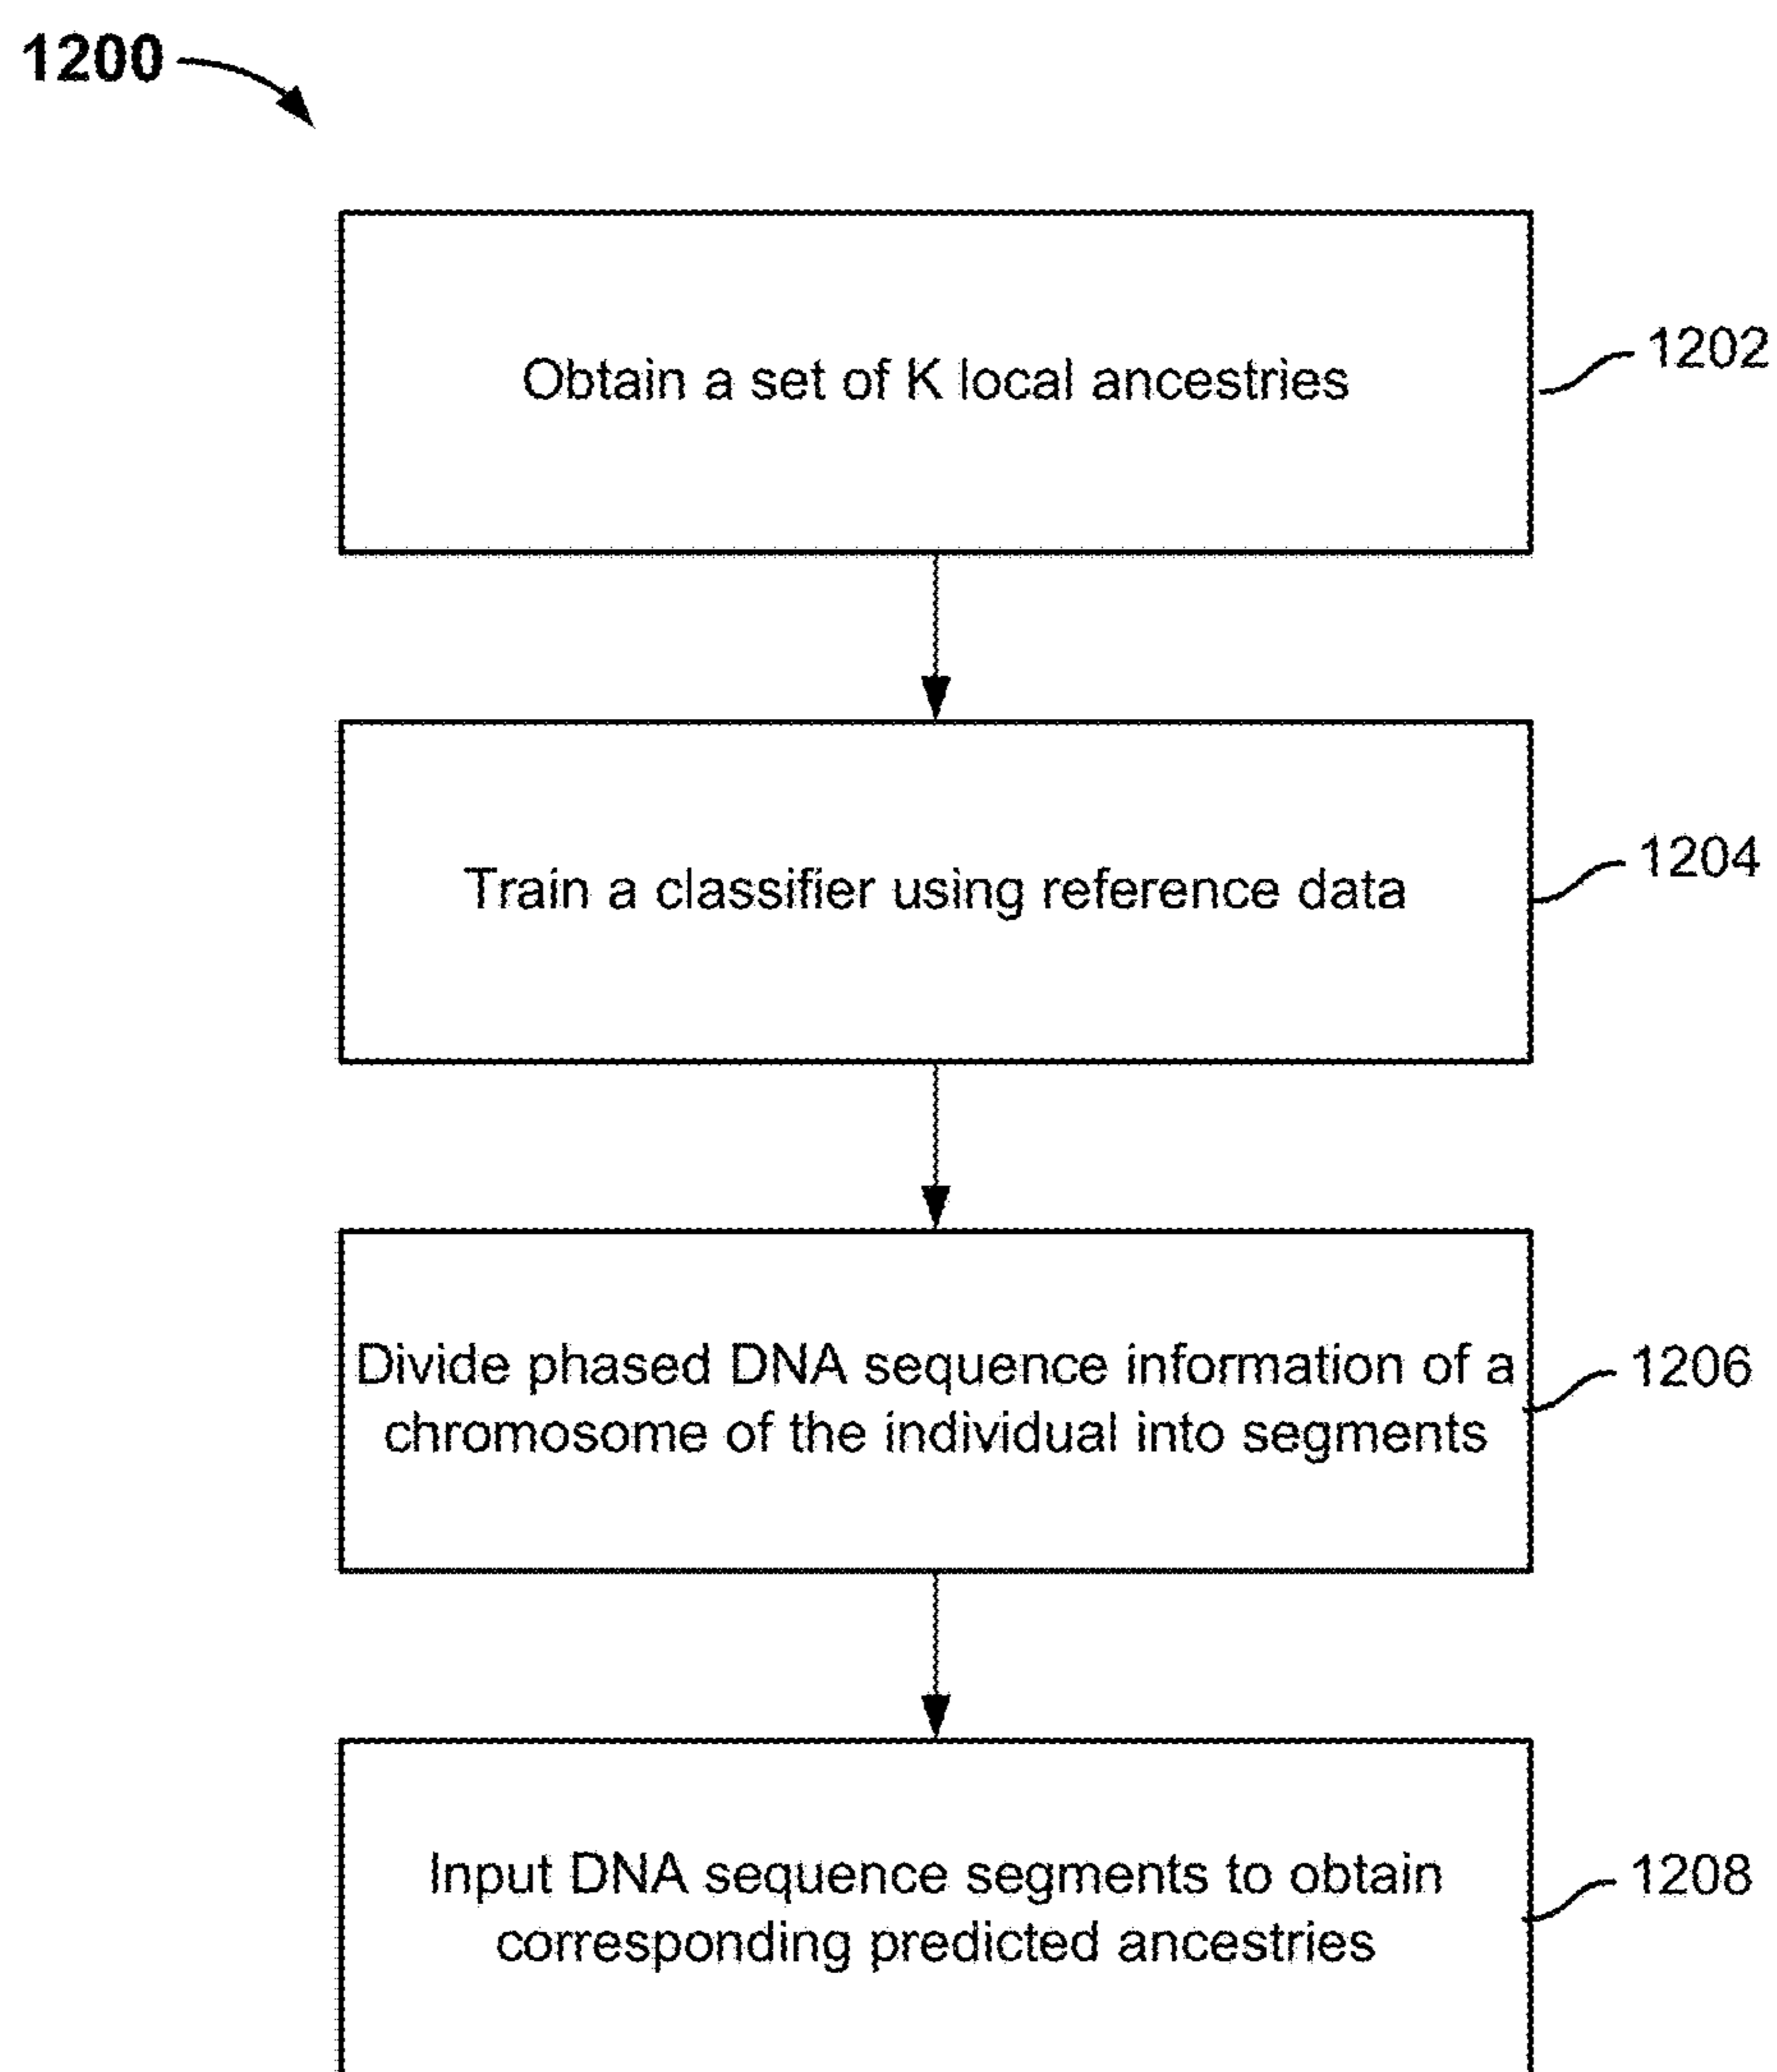 1200
Obtain a set of K local ancestries
1202
Train a classifier using reference data
1204
Divide phased DNA sequence information of a
chromosome of the individual into segments
1206
Input DNA sequence segments to obtain
corresponding predicted ancestries
1208